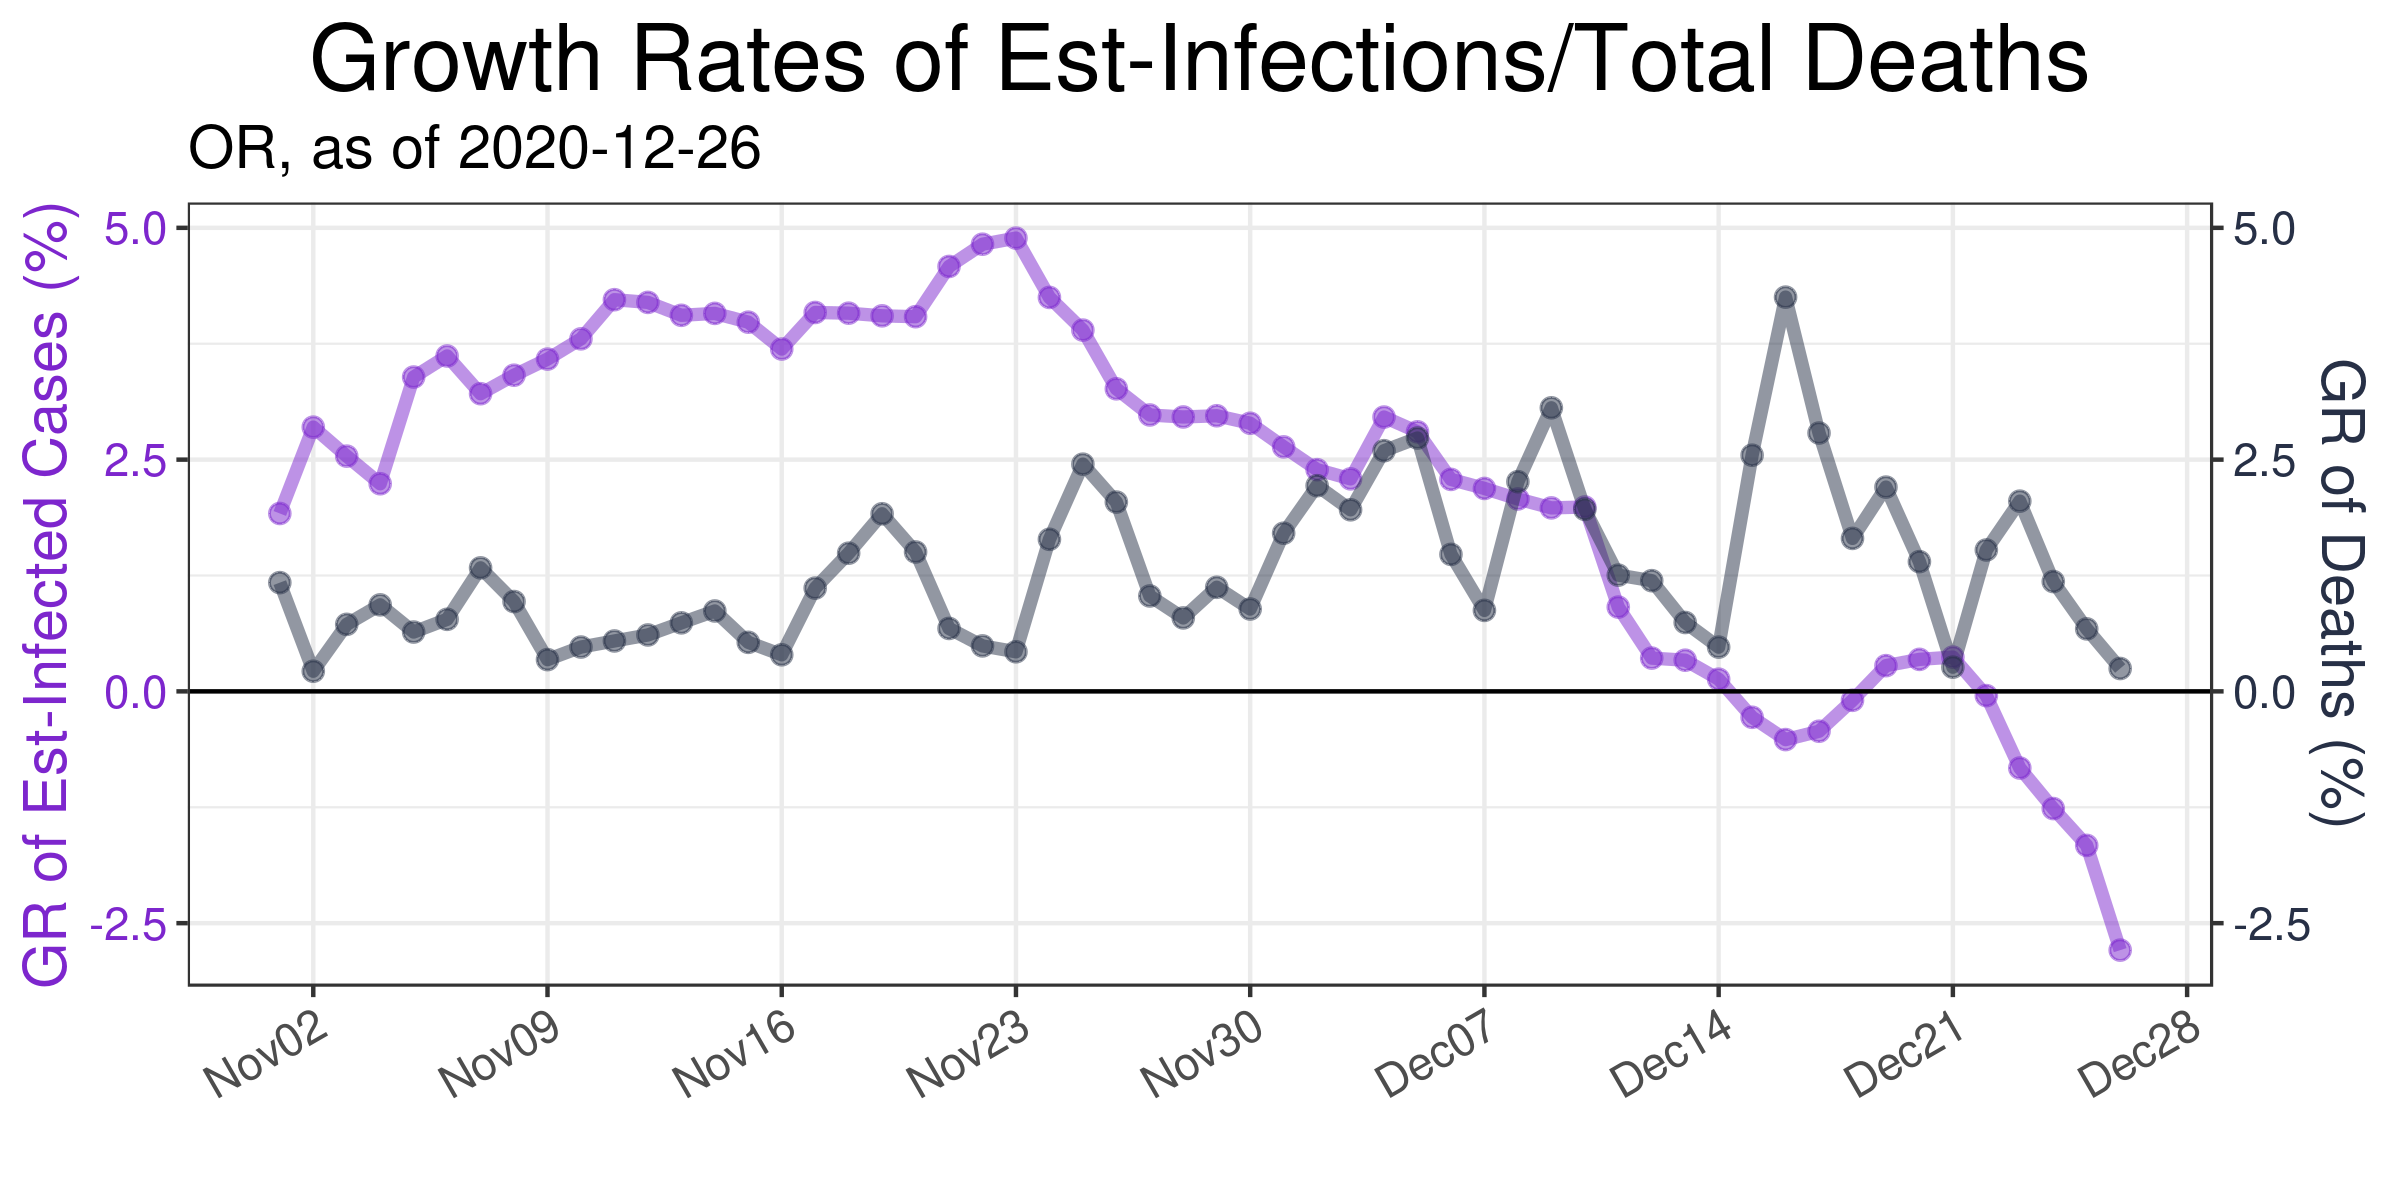 Growth Rates of Est-Infections/Total Deaths
OR, as of 2020-12-26
GR of Est-Infected Cases (%)
5.0
2.5
0.0
-2.5
5.0
2.5
0.0
-2.5
GR of Deaths (%)
Nov02
Nov09
Nov16
Nov23
Nov30
Dec07
Dec14
Dec21
Dec28